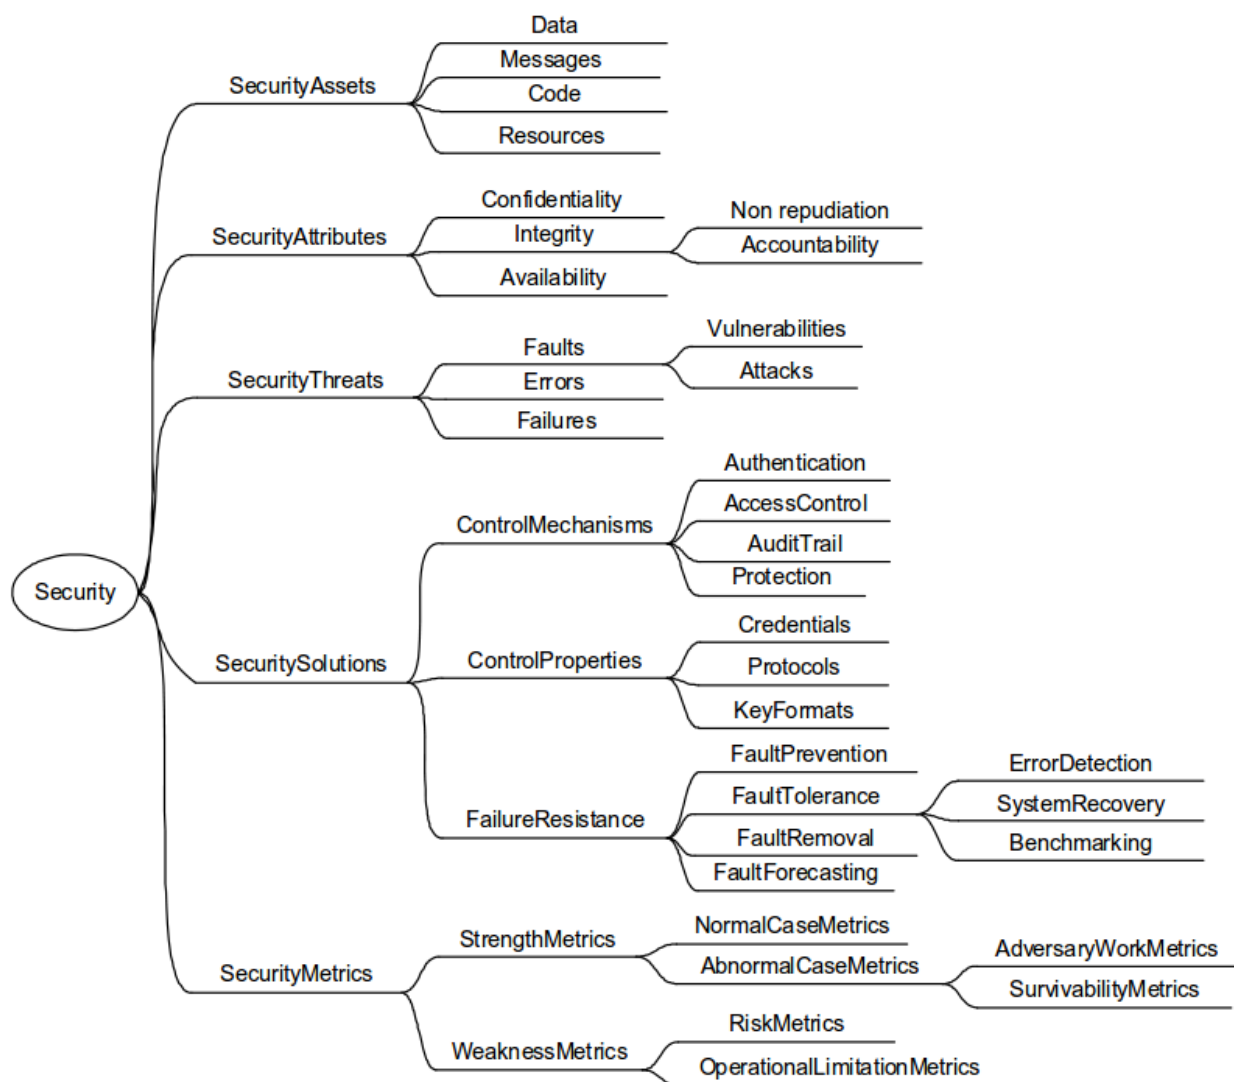 Security
SecurityAssets
Data
Messages
Code
Resources
SecurityAttributes
Confidentiality
Integrity
Non repudiation
Accountability
Availability
SecurityThreats
Faults
Vulnerabilities
Attacks
Errors
Failures
SecuritySolutions
ControlMechanisms
Authentication
AccessControl
AuditTrail
Protection
ControlProperties
Credentials
Protocols
KeyFormats
FailureResistance
FaultPrevention
FaultTolerance
ErrorDetection
SystemRecovery
Benchmarking
FaultRemoval
FaultForecasting
SecurityMetrics
StrengthMetrics
NormalCaseMetrics
AbnormalCaseMetrics
AdversaryWorkMetrics
SurvivabilityMetrics
WeaknessMetrics
RiskMetrics
OperationalLimitationMetrics